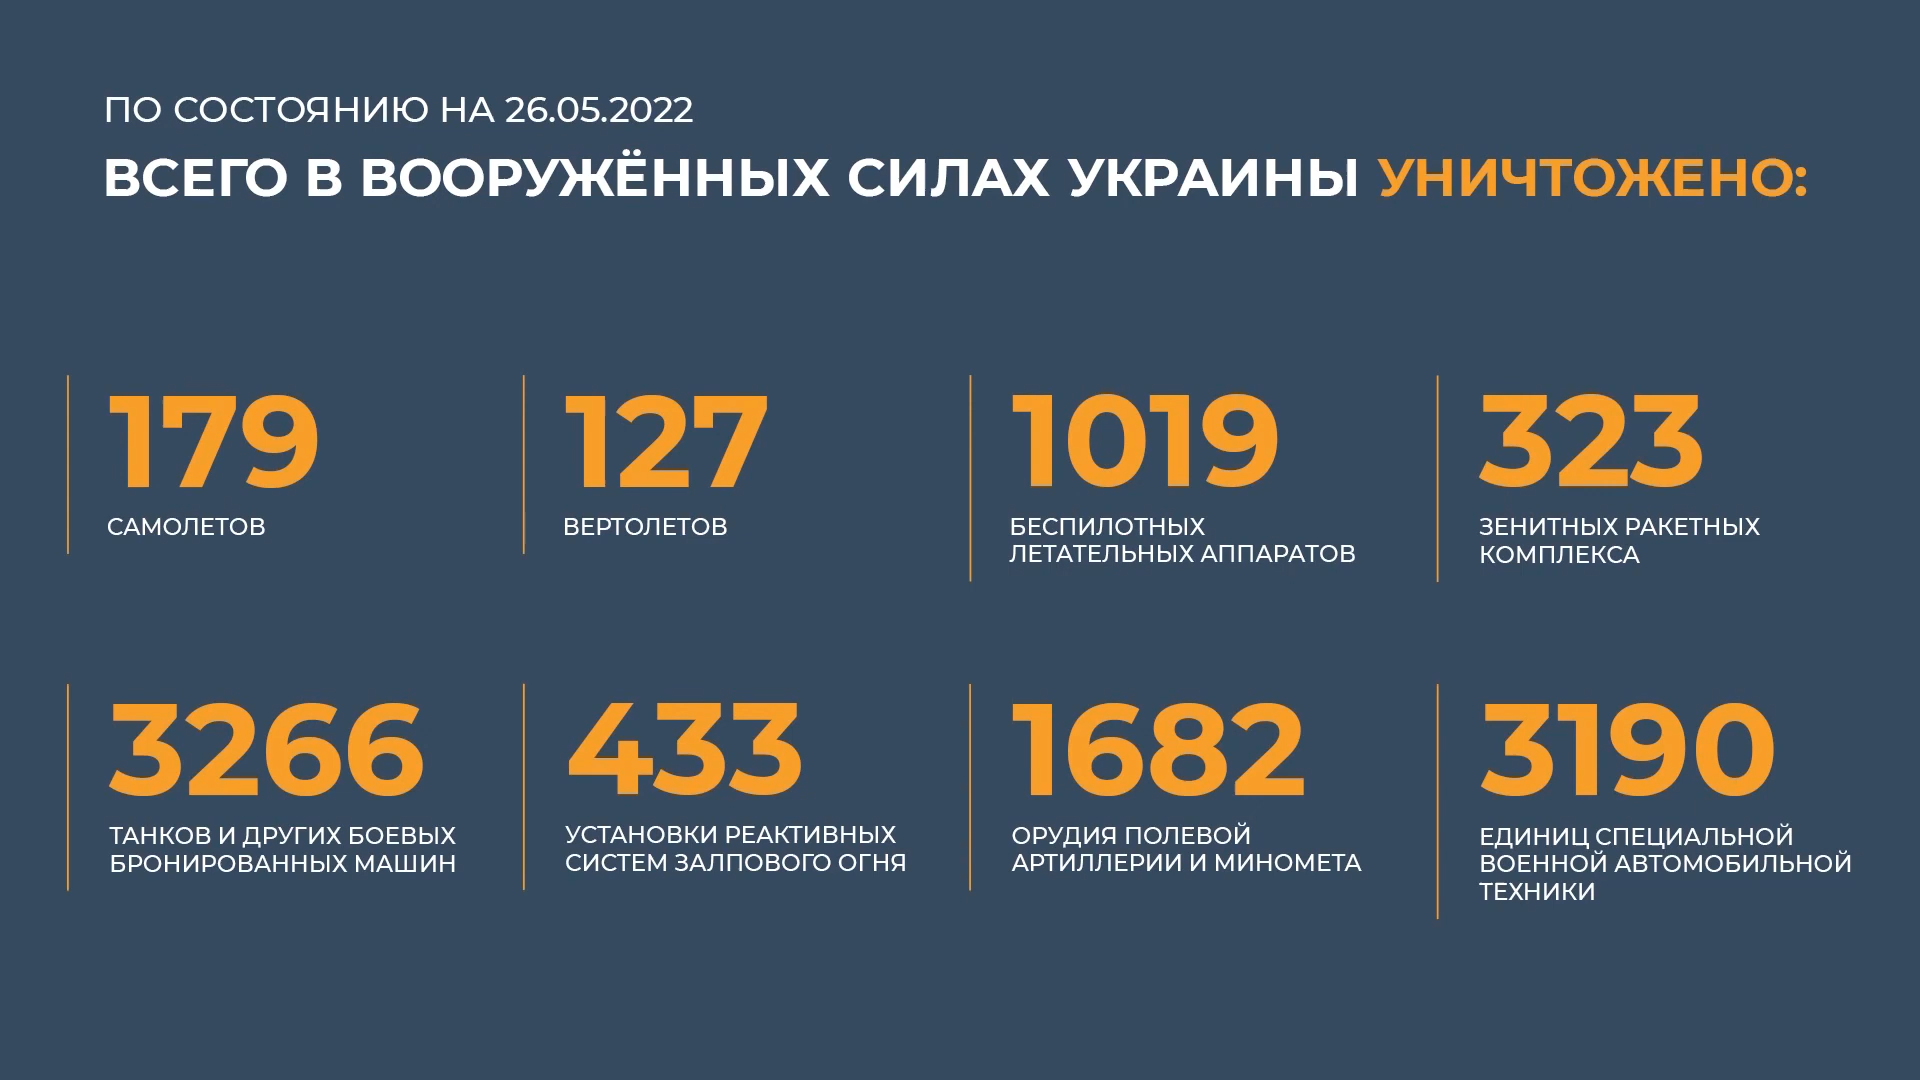 ПО СОСТОЯНИЮ НА 26.05.2022
ВСЕГО В ВООРУЖЁННЫХ СИЛАХ УКРАИНЫ УНИЧТОЖЕНО:
179
САМОЛЕТОВ
127
ВЕРТОЛЕТОВ
1019
БЕСПИЛОТНЫХ
ЛЕТАТЕЛЬНЫХ АППАРАТОВ
323
ЗЕНИТНЫХ РАКЕТНЫХ
КОМПЛЕКСА
3266
ТАНКОВ И ДРУГИХ БОЕВЫХ
БРОНИРОВАННЫХ МАШИН
433
УСТАНОВКИ РЕАКТИВНЫХ
СИСТЕМ ЗАЛПОВОГО ОГНЯ
1682
ОРУДИЯ ПОЛЕВОЙ
АРТИЛЛЕРИИ И МИНОМЕТА
3190
ЕДИНИЦ СПЕЦИАЛЬНОЙ
ВОЕННОЙ АВТОМОБИЛЬНОЙ
ТЕХНИКИ